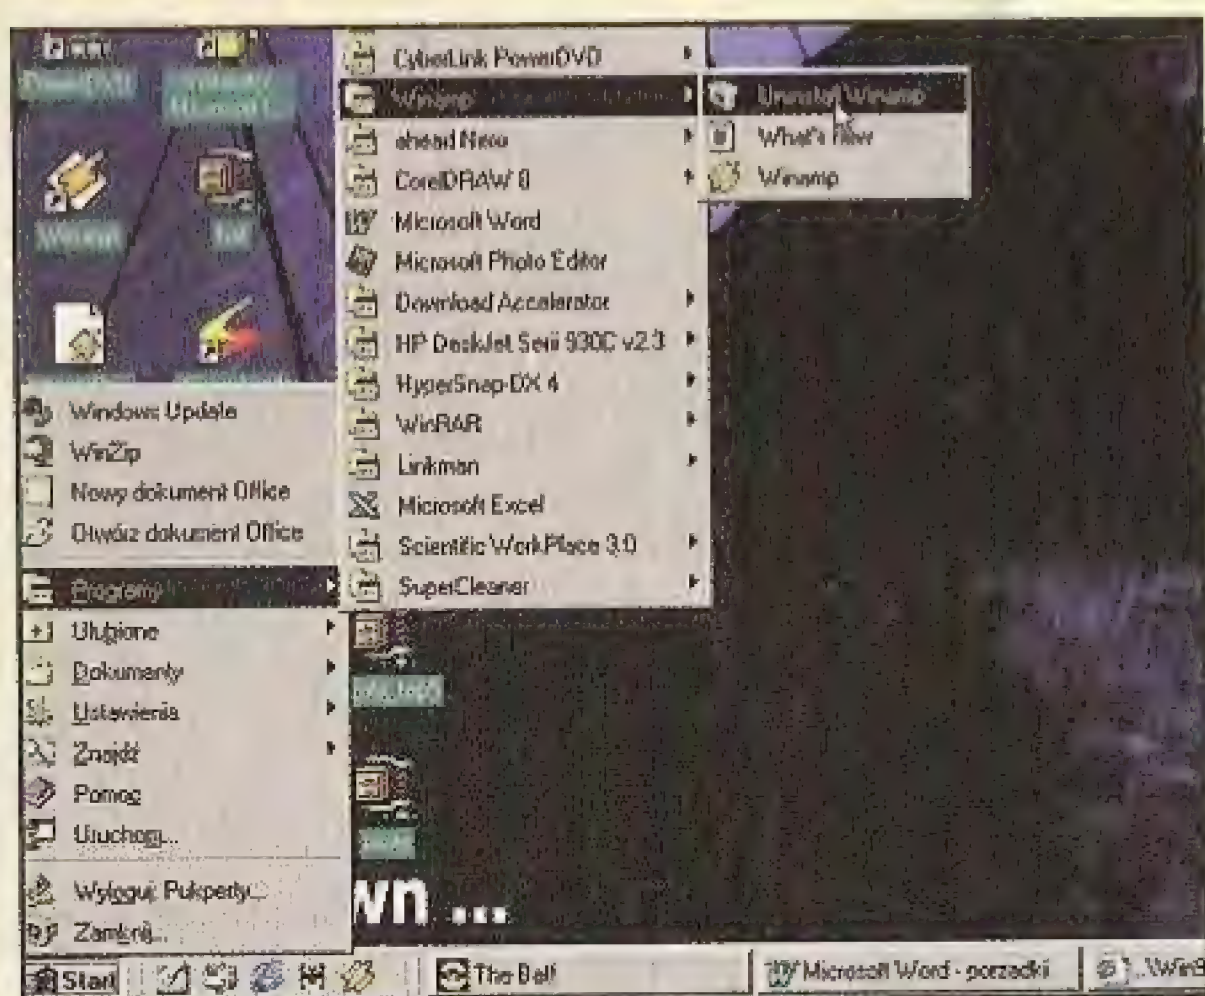 CyberLink PowerDVD
Winamp
ahead Nero
CorelDRAW 8
Microsoft Word
Microsoft Photo Editor
Download Accelerator
HP DeskJet Serii 930C v2.3
HyperSnap-DX 4
WinRAR
Linkman
Microsoft Excel
Scientific WorkPlace 3.0
SuperCleaner
Uninstall Winamp
What's New
Winamp
PowerDVD
Winamp
Windows Update
WinZip
Nowy dokument Office
Otwórz dokument Office
Programy
Ulubione
Dokumenty
Ustawienia
Znajdź
Pomoc
Uruchom...
Wyloguj: Pukperty...
Zamknij...
wn ...
Start
The Bat!
Microsoft Word - porzadki